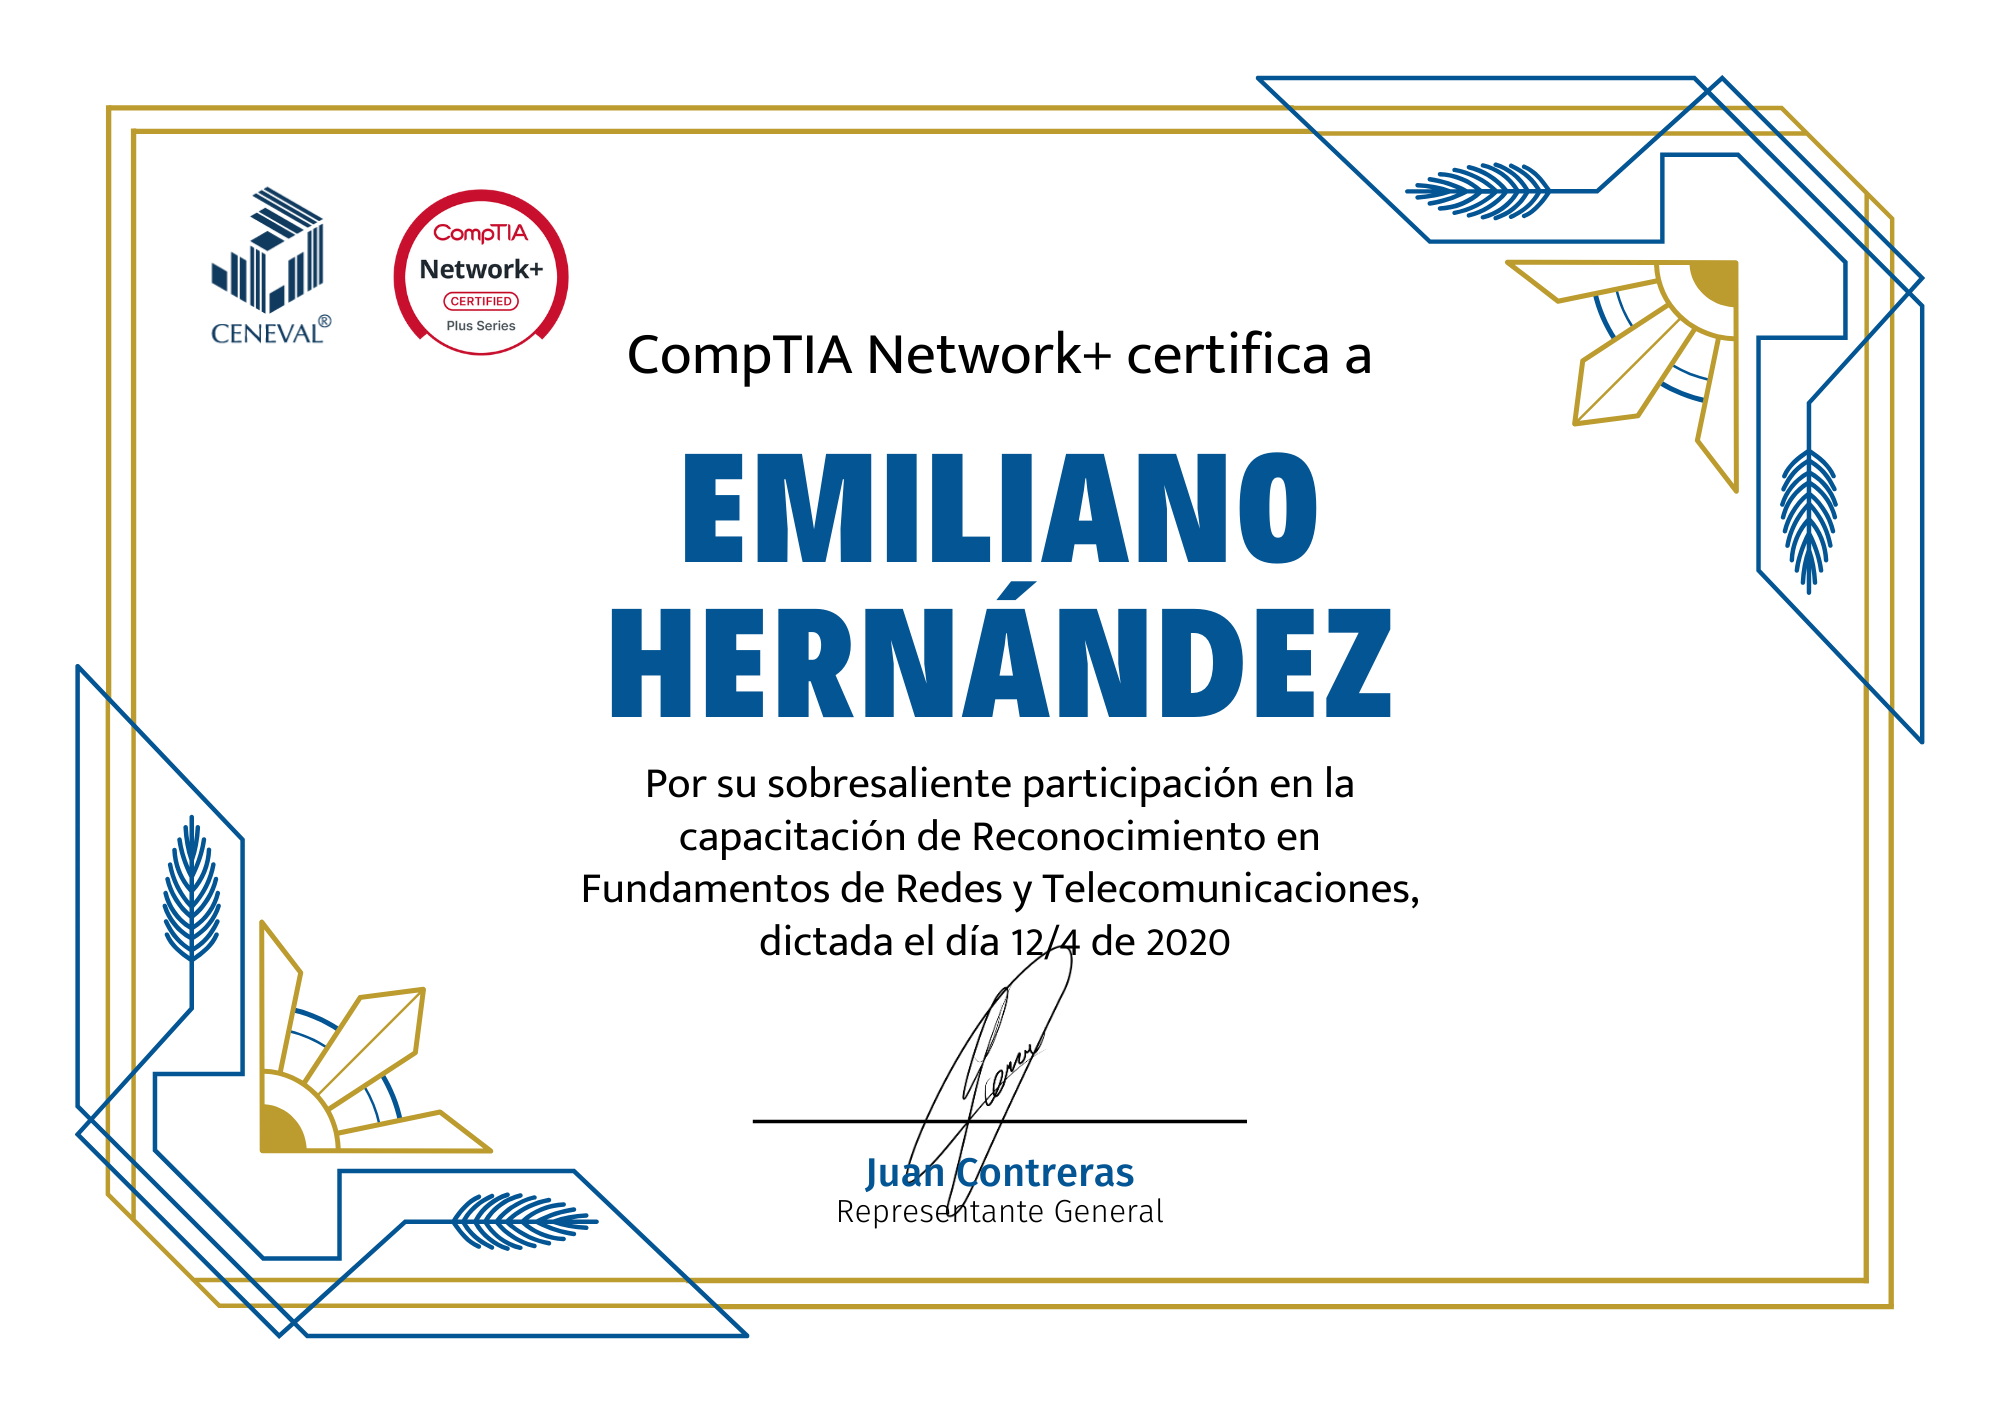 CENEVAL®
CompTIA
Network+
CERTIFIED
Plus Series
CompTIA Network+ certifica a
EMILIANO
HERNÁNDEZ
Por su sobresaliente participación en la
capacitación de Reconocimiento en
Fundamentos de Redes y Telecomunicaciones,
dictada el día 12/4 de 2020
Juan Contreras
Representante General